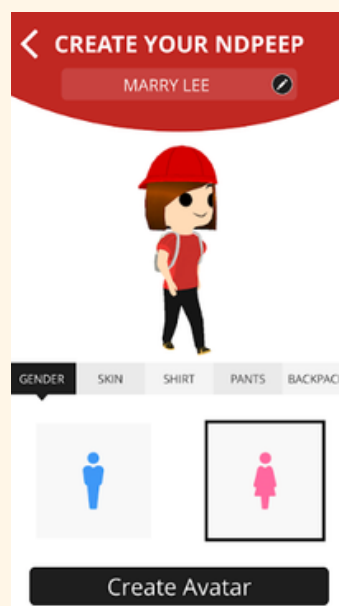 CREATE YOUR NDPEEP
MARRY LEE
GENDER SKIN SHIRT PANTS BACKPAC
Create Avatar